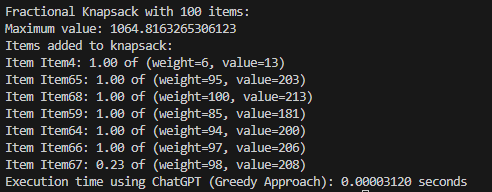 Fractional Knapsack with 100 items:
Maximum value: 1064.8163265306123
Items added to knapsack:
Item Item4: 1.00 of (weight=6, value=13)
Item Item65: 1.00 of (weight=95, value=203)
Item Item68: 1.00 of (weight=100, value=213)
Item Item59: 1.00 of (weight=85, value=181)
Item Item64: 1.00 of (weight=94, value=200)
Item Item66: 1.00 of (weight=97, value=206)
Item Item67: 0.23 of (weight=98, value=208)
Execution time using ChatGPT (Greedy Approach): 0.00003120 seconds